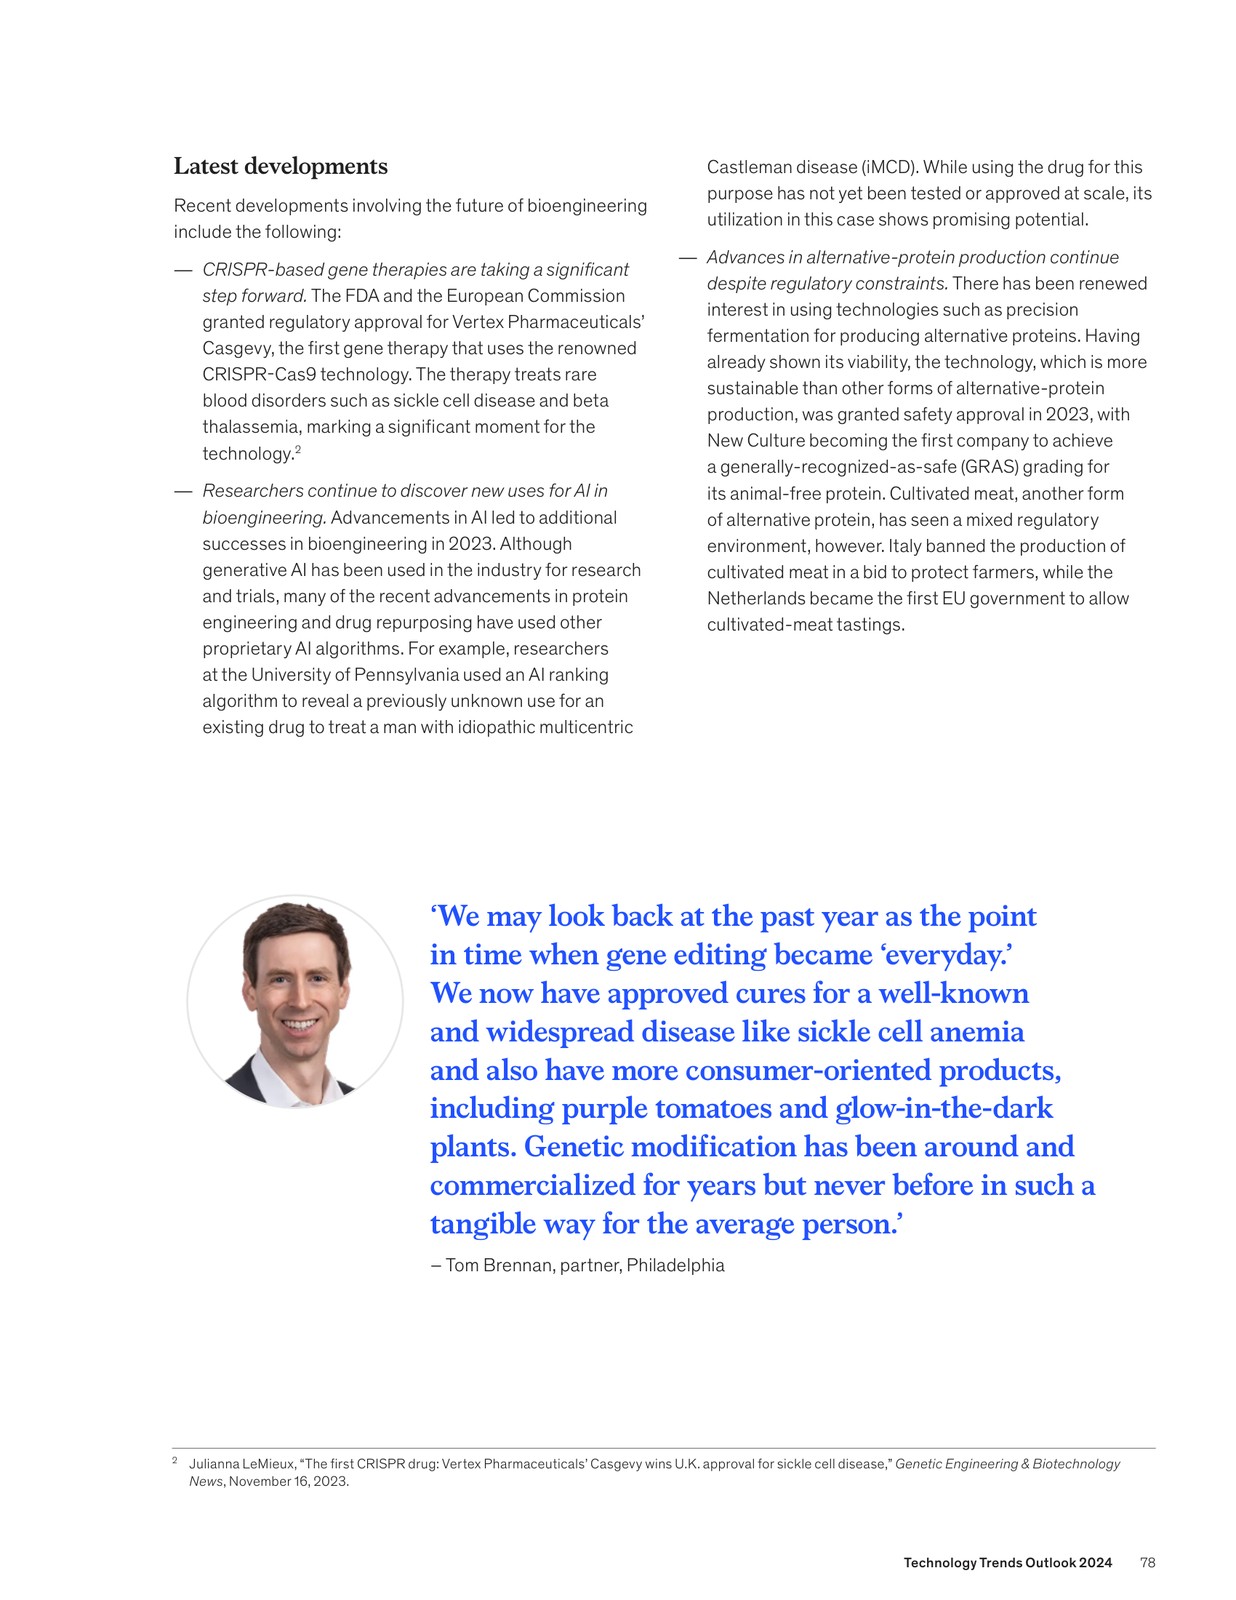 Latest developments
Recent developments involving the future of bioengineering
include the following:
— CRISPR-based gene therapies are taking a significant
step forward. The FDA and the European Commission
granted regulatory approval for Vertex Pharmaceuticals’
Casgevy, the first gene therapy that uses the renowned
CRISPR-Cas9 technology. The therapy treats rare
blood disorders such as sickle cell disease and beta
thalassemia, marking a significant moment for the
technology.2
— Researchers continue to discover new uses for AI in
bioengineering. Advancements in AI led to additional
successes in bioengineering in 2023. Although
generative AI has been used in the industry for research
and trials, many of the recent advancements in protein
engineering and drug repurposing have used other
proprietary AI algorithms. For example, researchers
at the University of Pennsylvania used an AI ranking
algorithm to reveal a previously unknown use for an
existing drug to treat a man with idiopathic multicentric
Castleman disease (iMCD). While using the drug for this
purpose has not yet been tested or approved at scale, its
utilization in this case shows promising potential.
— Advances in alternative-protein production continue
despite regulatory constraints. There has been renewed
interest in using technologies such as precision
fermentation for producing alternative proteins. Having
already shown its viability, the technology, which is more
sustainable than other forms of alternative-protein
production, was granted safety approval in 2023, with
New Culture becoming the first company to achieve
a generally-recognized-as-safe (GRAS) grading for
its animal-free protein. Cultivated meat, another form
of alternative protein, has seen a mixed regulatory
environment, however. Italy banned the production of
cultivated meat in a bid to protect farmers, while the
Netherlands became the first EU government to allow
cultivated-meat tastings.
‘We may look back at the past year as the point
in time when gene editing became ‘everyday.’
We now have approved cures for a well-known
and widespread disease like sickle cell anemia
and also have more consumer-oriented products,
including purple tomatoes and glow-in-the-dark
plants. Genetic modification has been around and
commercialized for years but never before in such a
tangible way for the average person.’
– Tom Brennan, partner, Philadelphia
2 Julianna LeMieux, “The first CRISPR drug: Vertex Pharmaceuticals’ Casgevy wins U.K. approval for sickle cell disease,” Genetic Engineering & Biotechnology
News, November 16, 2023.
Technology Trends Outlook 2024 78